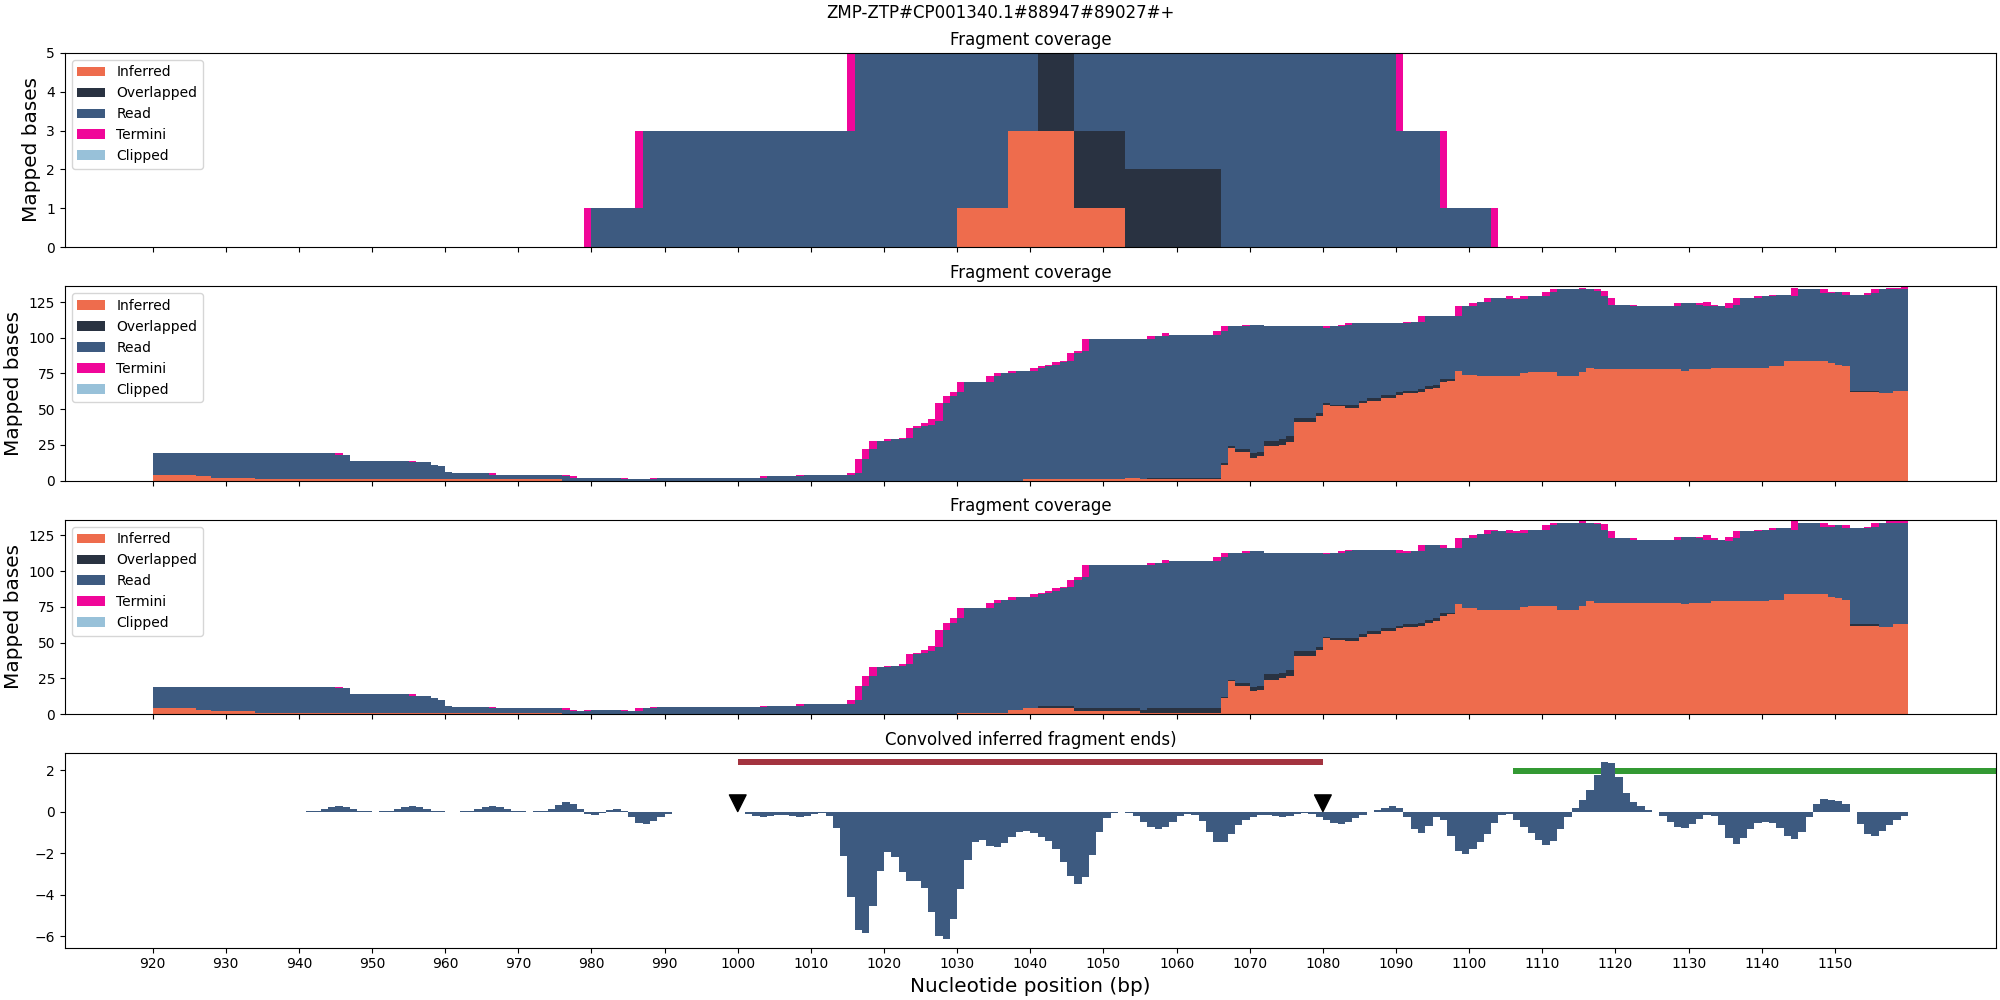 ZMP-ZTP#CP001340.1#88947#89027#+
Fragment coverage
Mapped bases
5
4
3
2
1
0
Inferred
Overlapped
Read
Termini
Clipped
Fragment coverage
Mapped bases
125
100
75
50
25
0
Inferred
Overlapped
Read
Termini
Clipped
Fragment coverage
Mapped bases
125
100
75
50
25
0
Inferred
Overlapped
Read
Termini
Clipped
Convolved inferred fragment ends)
2
0
−2
−4
−6
920 930 940 950 960 970 980 990 1000 1010 1020 1030 1040 1050 1060 1070 1080 1090 1100 1110 1120 1130 1140 1150
Nucleotide position (bp)